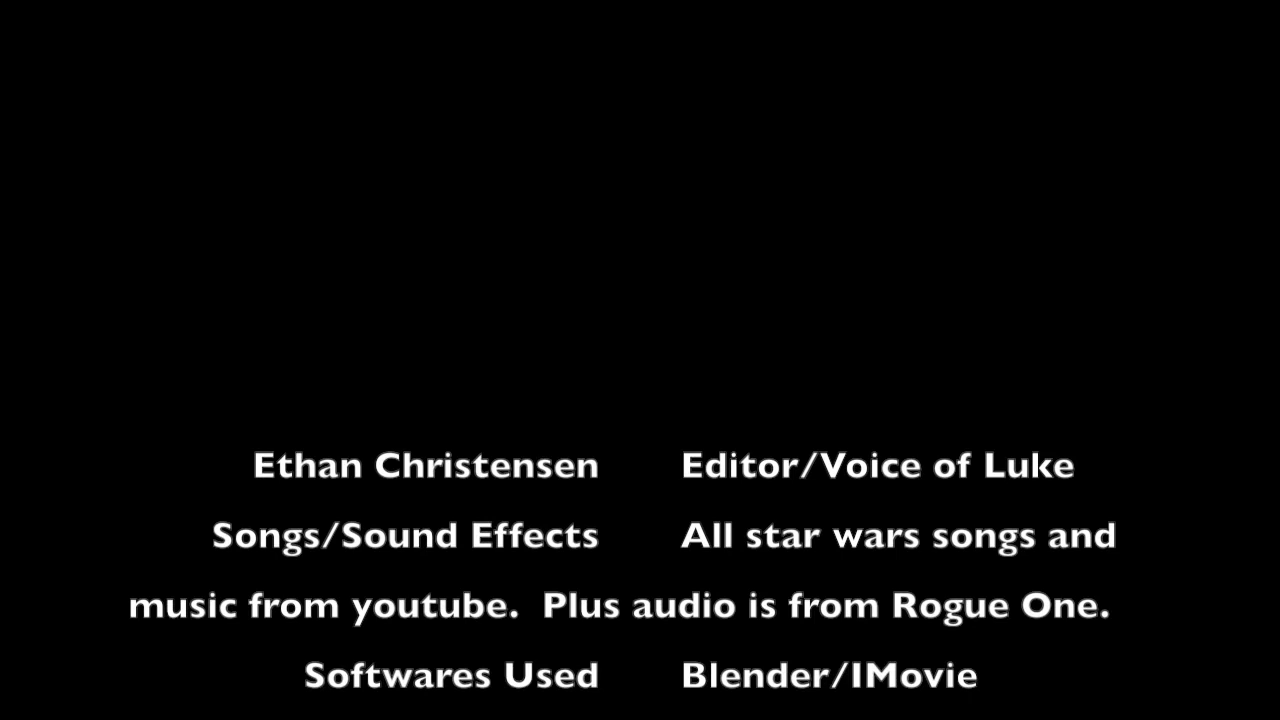 Ethan Christensen Editor/Voice of Luke
Songs/Sound Effects All star wars songs and
music from youtube.  Plus audio is from Rogue One.
Softwares Used Blender/IMovie